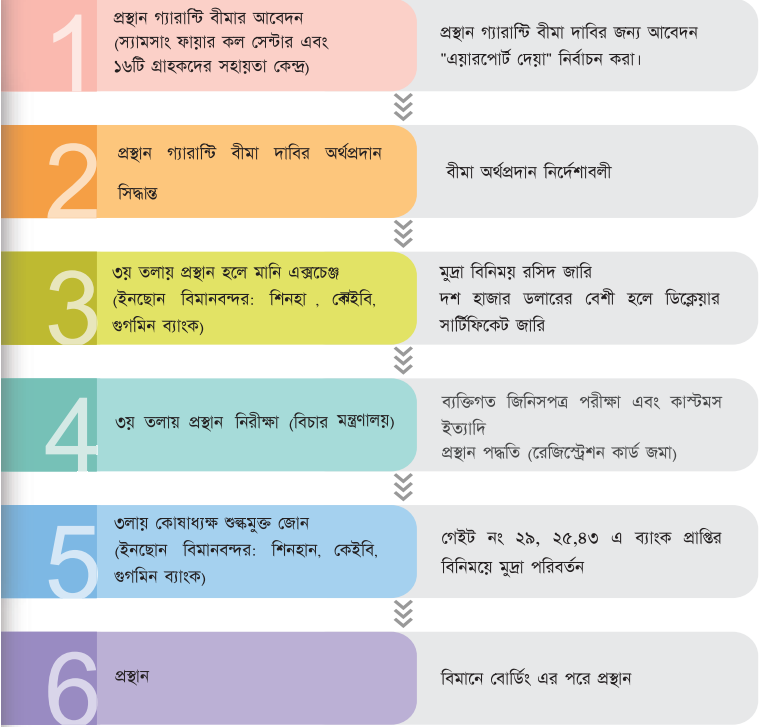 1
প্রস্থান গ্যারান্টি বীমার আবেদন
(স্যামসাং ফায়ার কল সেন্টার এবং
১৬টি গ্রাহকদের সহায়তা কেন্দ্র)
প্রস্থান গ্যারান্টি বীমা দাবির জন্য আবেদন
"এয়ারপোর্ট দেয়া" নির্বাচন করা।
2
প্রস্থান গ্যারান্টি বীমা দাবির অর্থপ্রদান
সিদ্ধান্ত
বীমা অর্থপ্রদান নির্দেশাবলী
3
৩য় তলায় প্রস্থান হলে মানি এক্সচেঞ্জ
(ইনছোন বিমানবন্দর: শিনহা , কেইবি,
গুগমিন ব্যাংক)
মুদ্রা বিনিময় রসিদ জারি
দশ হাজার ডলারের বেশী হলে ডিক্লেয়ার
সার্টিফিকেট জারি
4
৩য় তলায় প্রস্থান নিরীক্ষা (বিচার মন্ত্রণালয়)
ব্যক্তিগত জিনিসপত্র পরীক্ষা এবং কাস্টমস
ইত্যাদি
প্রস্থান পদ্ধতি (রেজিস্ট্রেশন কার্ড জমা)
5
৩লায় কোষাধ্যক্ষ শুল্কমুক্ত জোন
(ইনছোন বিমানবন্দর: শিনহান, কেইবি,
গুগমিন ব্যাংক)
গেইট নং ২৯, ২৫,৪৩ এ ব্যাংক প্রাপ্তির
বিনিময়ে মুদ্রা পরিবর্তন
6
প্রস্থান
বিমানে বোর্ডিং এর পরে প্রস্থান